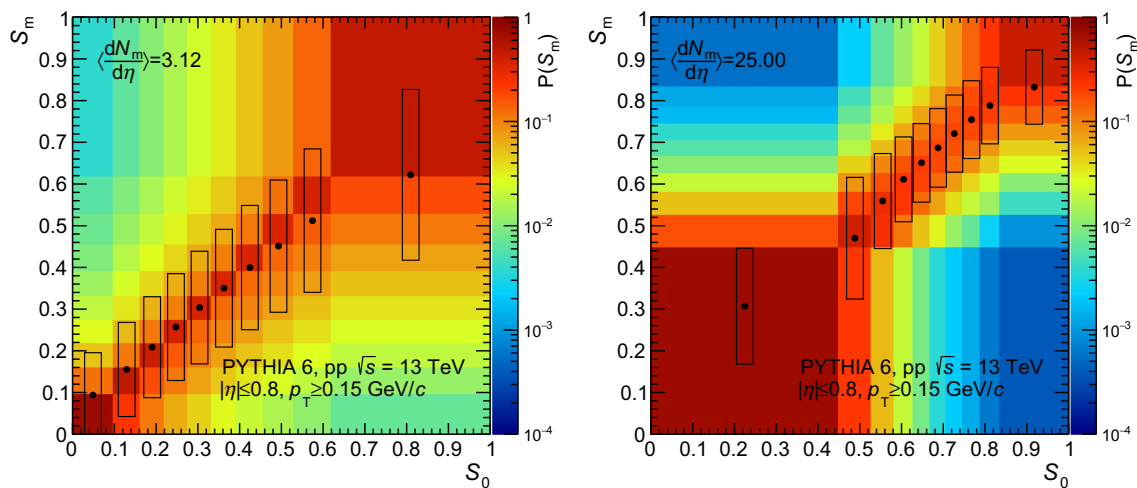 S_m
1
0.9
0.8
0.7
0.6
0.5
0.4
0.3
0.2
0.1
0
⟨dN_m/dη⟩=3.12
PYTHIA 6, pp √s = 13 TeV
|η|≤0.8, p_T≥0.15 GeV/c
0 0.1 0.2 0.3 0.4 0.5 0.6 0.7 0.8 0.9 1
S_0
1
P(S_m)
10⁻¹
10⁻²
10⁻³
10⁻⁴
S_m
1
0.9
0.8
0.7
0.6
0.5
0.4
0.3
0.2
0.1
0
⟨dN_m/dη⟩=25.00
PYTHIA 6, pp √s = 13 TeV
|η|≤0.8, p_T≥0.15 GeV/c
0 0.1 0.2 0.3 0.4 0.5 0.6 0.7 0.8 0.9 1
S_0
1
P(S_m)
10⁻¹
10⁻²
10⁻³
10⁻⁴